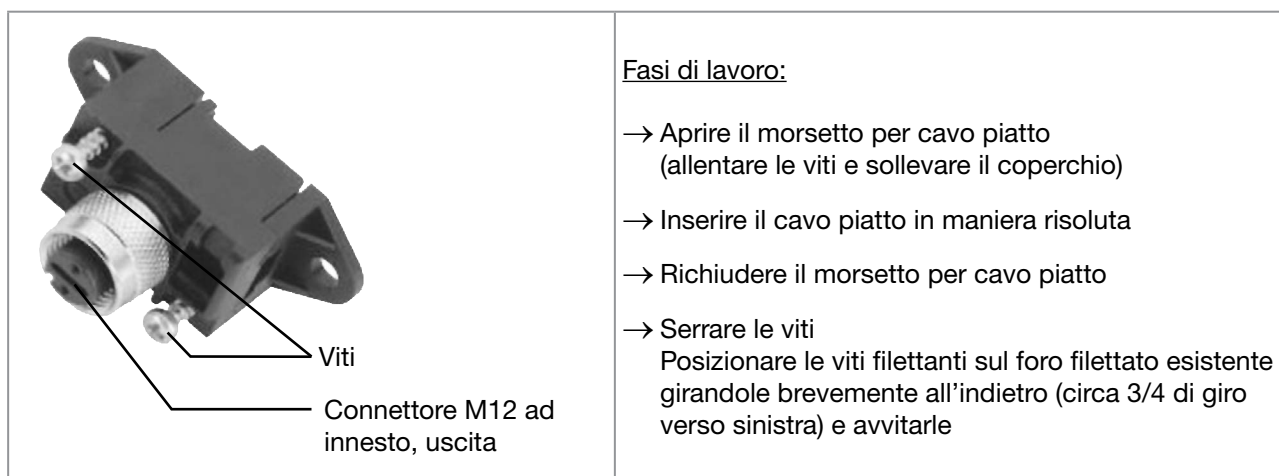 Viti
Connettore M12 ad
innesto, uscita
Fasi di lavoro:
→ Aprire il morsetto per cavo piatto
(allentare le viti e sollevare il coperchio)
→ Inserire il cavo piatto in maniera risoluta
→ Richiudere il morsetto per cavo piatto
→ Serrare le viti
Posizionare le viti filettanti sul foro filettato esistente
girandole brevemente all’indietro (circa 3/4 di giro
verso sinistra) e avvitarle